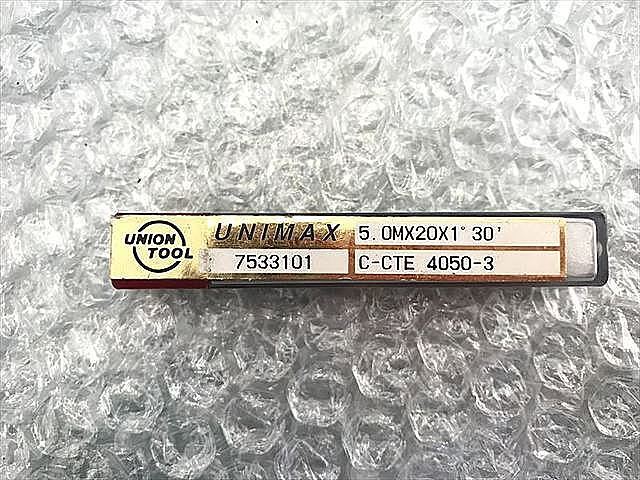 UNION
TOOL
UNIMAX
5.0MX20X1°30'
7533101
C-CTE 4050-3